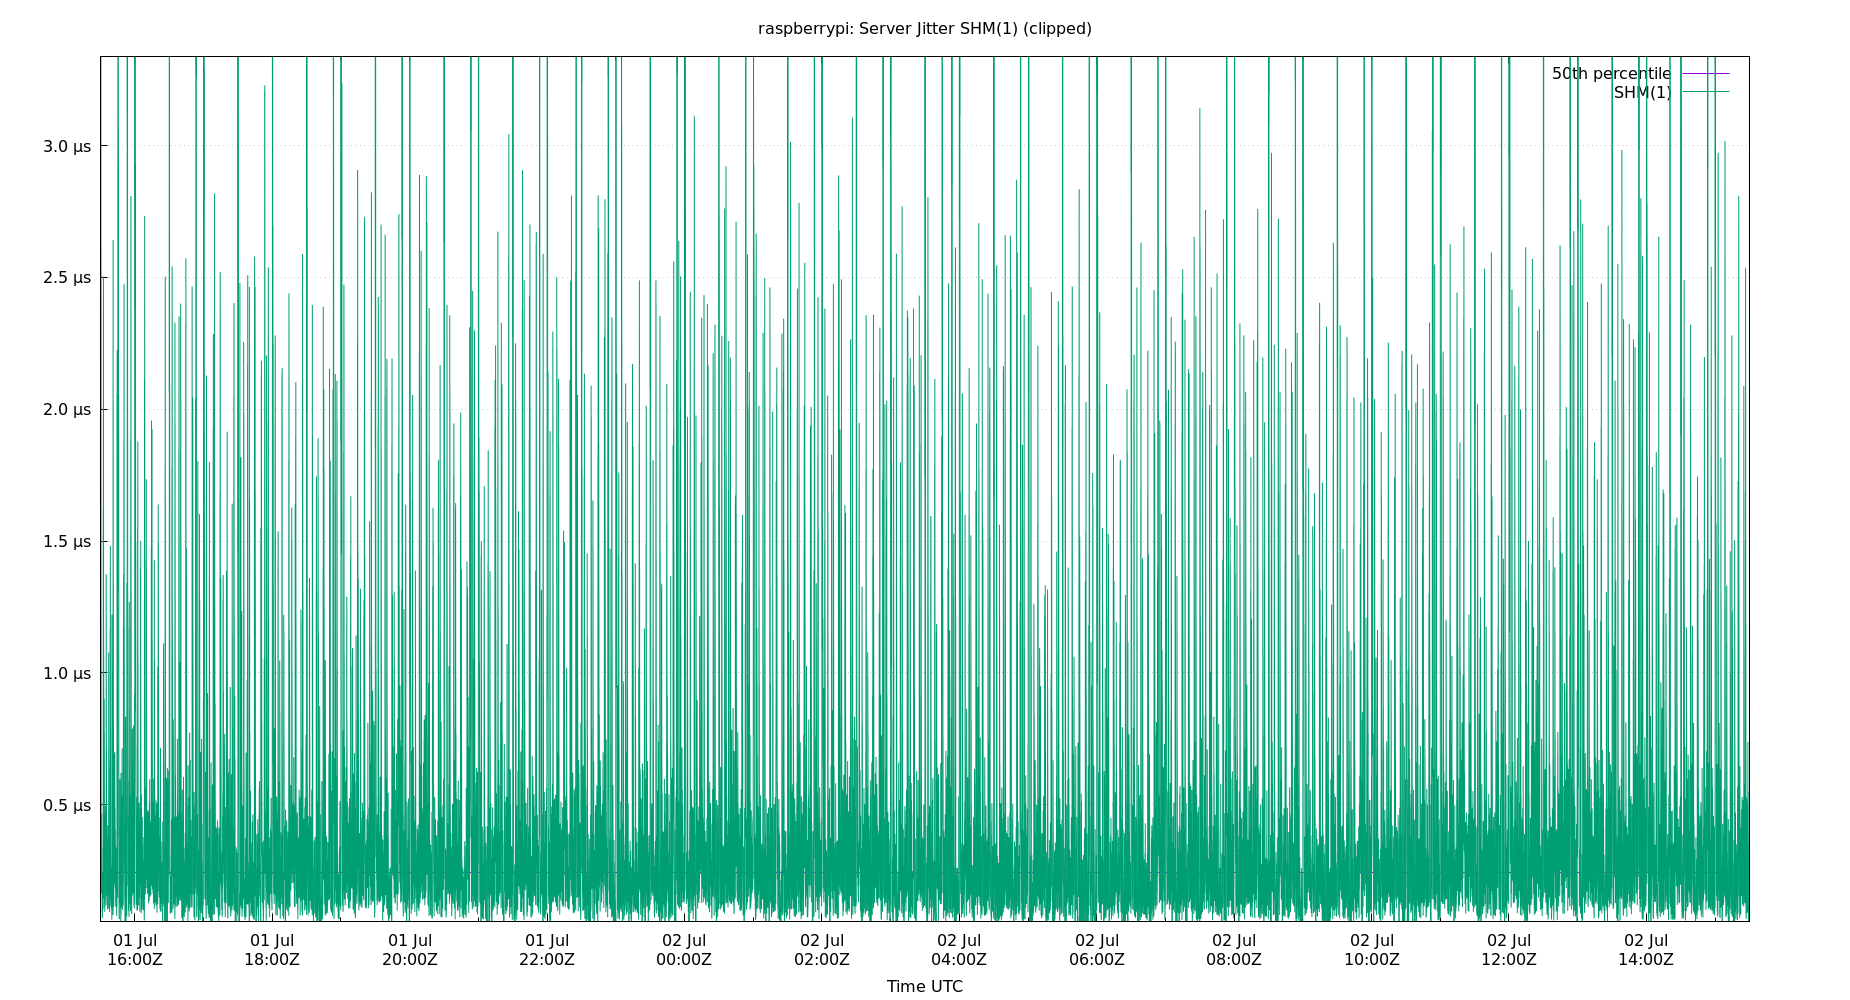 raspberrypi: Server Jitter SHM(1) (clipped)
50th percentile
SHM(1)
3.0 µs
2.5 µs
2.0 µs
1.5 µs
1.0 µs
0.5 µs
01 Jul 01 Jul 01 Jul 01 Jul 02 Jul 02 Jul 02 Jul 02 Jul 02 Jul 02 Jul 02 Jul 02 Jul
16:00Z 18:00Z 20:00Z 22:00Z 00:00Z 02:00Z 04:00Z 06:00Z 08:00Z 10:00Z 12:00Z 14:00Z
Time UTC